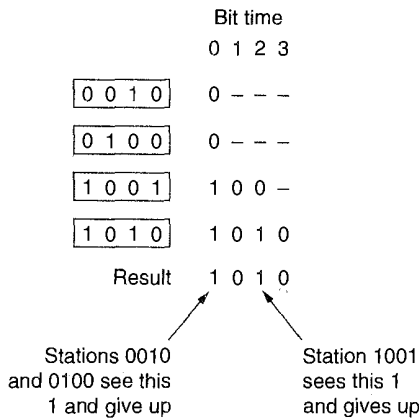 Bit time
0 1 2 3
0 0 1 0 0 – – –
0 1 0 0 0 – – –
1 0 0 1 1 0 0 –
1 0 1 0 1 0 1 0
Result 1 0 1 0
Stations 0010
and 0100 see this
1 and give up
Station 1001
sees this 1
and gives up